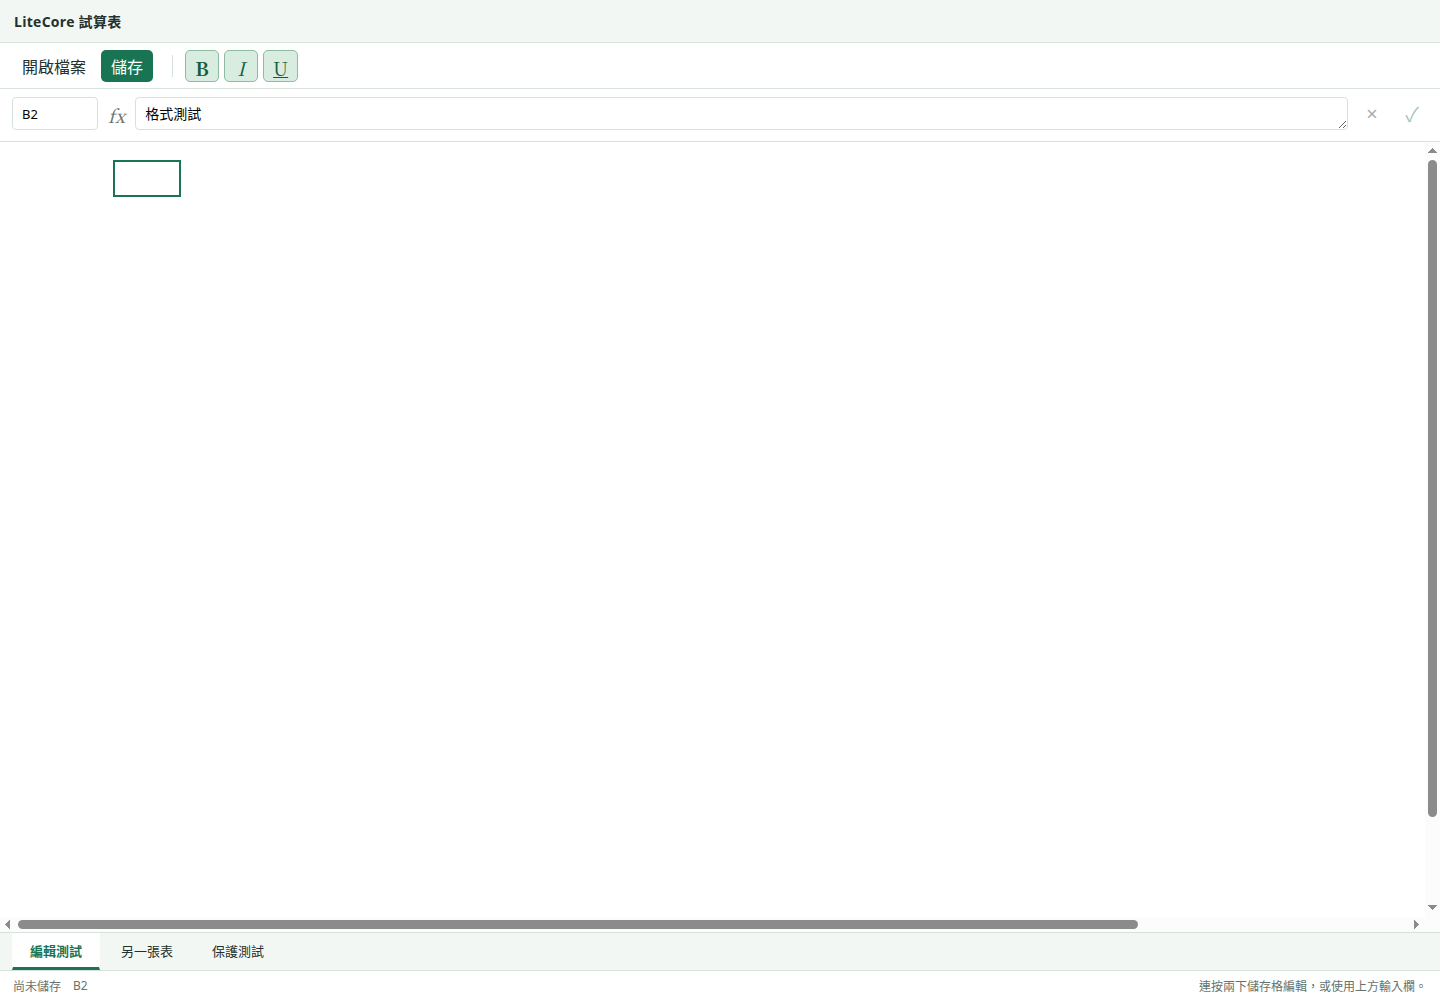 LiteCore 試算表
開啟檔案 儲存 B I U
B2 fx 格式測試 × ✓
編輯測試 另一張表 保護測試
尚未儲存 B2 連按兩下儲存格編輯，或使用上方輸入欄。